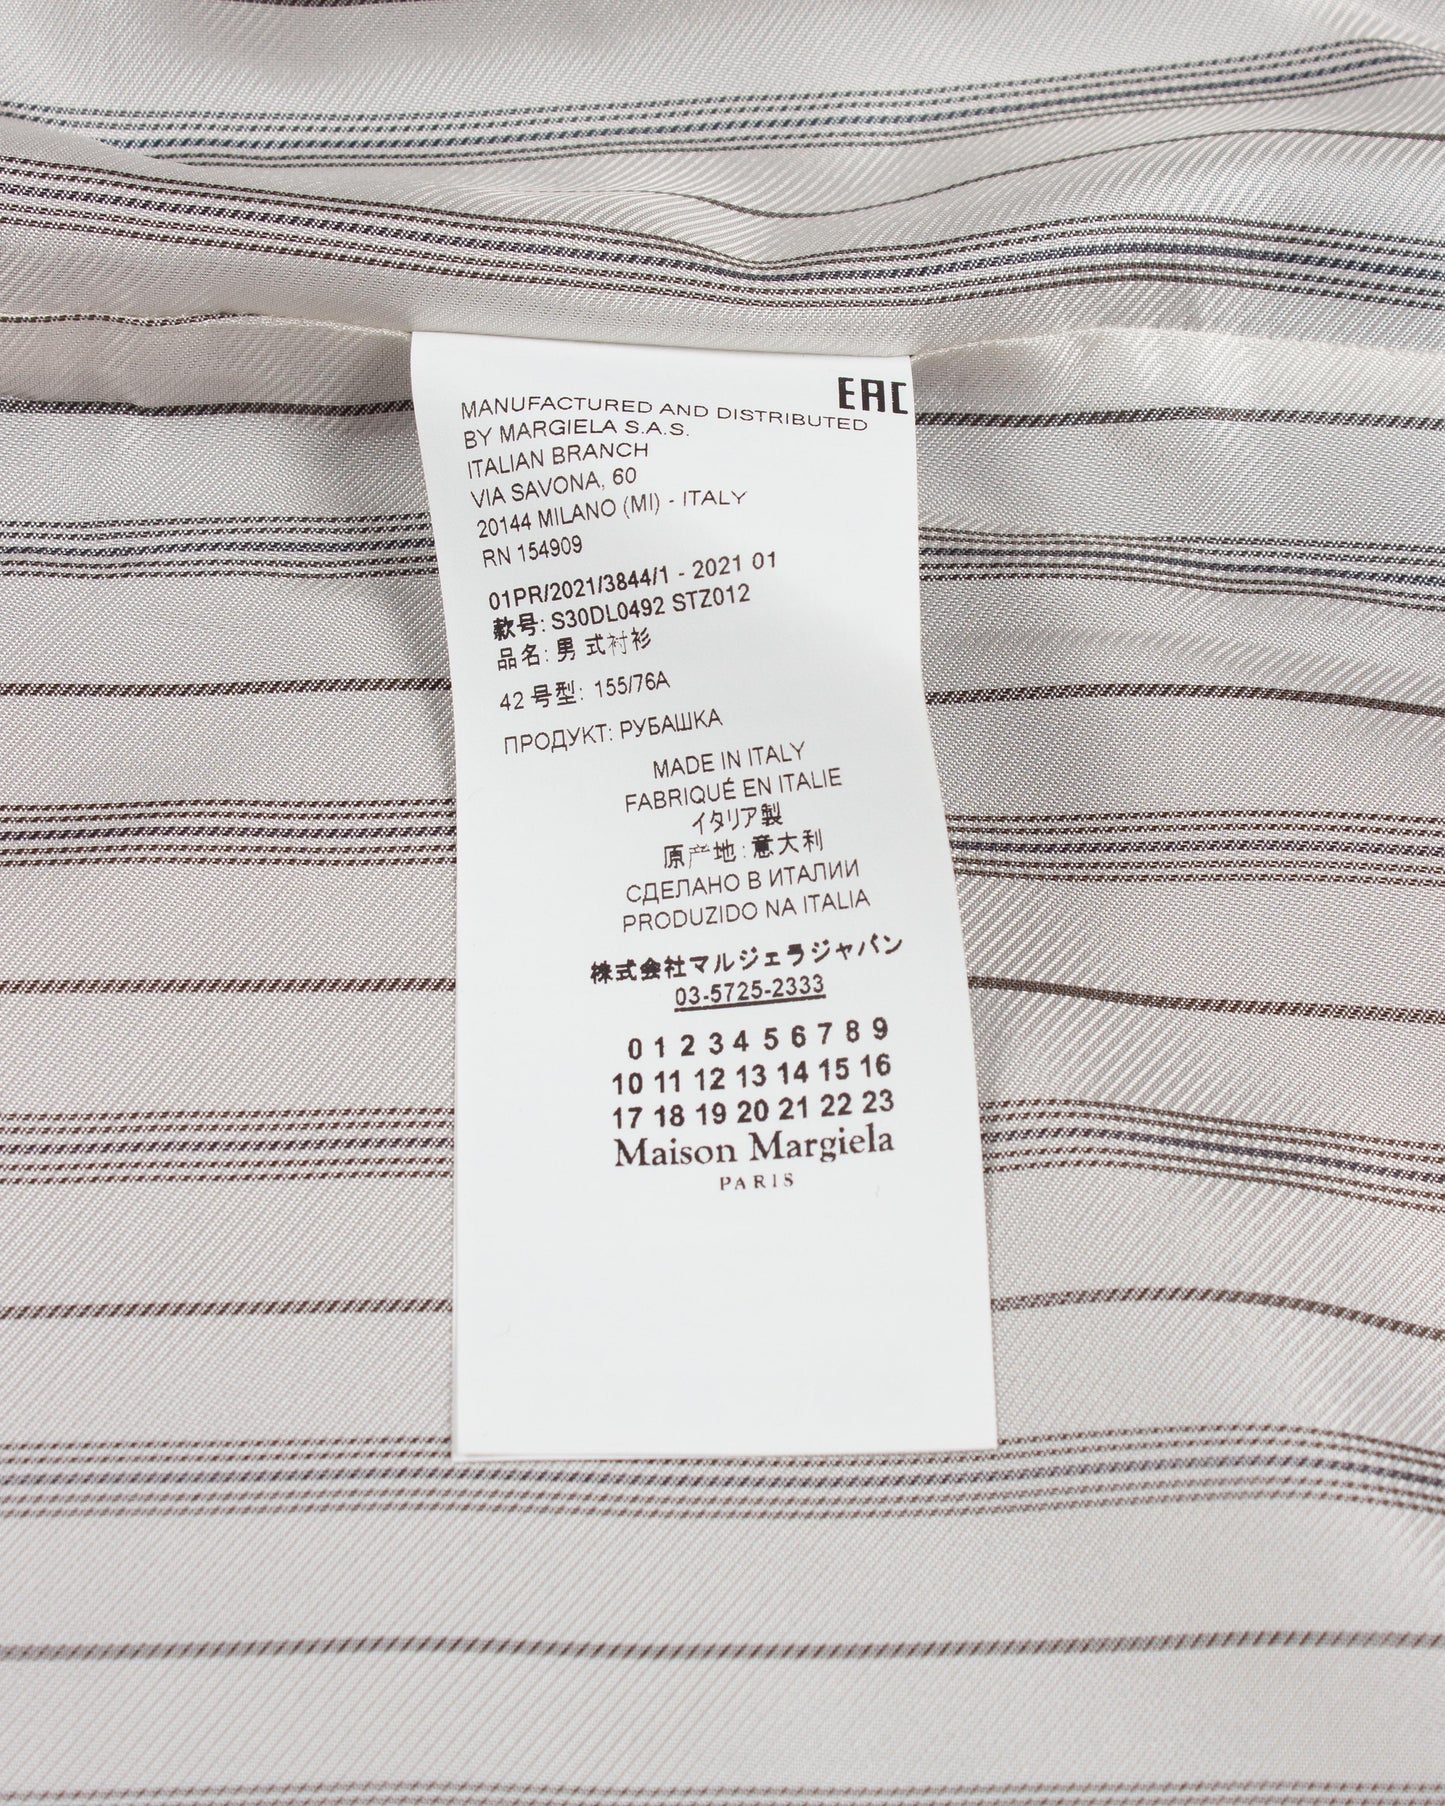 EAC
MANUFACTURED AND DISTRIBUTED
BY MARGIELA S.A.S.
ITALIAN BRANCH
VIA SAVONA, 60
20144 MILANO (MI) - ITALY
RN 154909
01PR/2021/3844/1 - 2021 01
款号: S30DL0492 STZ012
品名: 男 式衬衫
42 号型: 155/76A
ПРОДУКТ: РУБАШКА
MADE IN ITALY
FABRIQUÉ EN ITALIE
イタリア製
原产地: 意大利
СДЕЛАНО В ИТАЛИИ
PRODUZIDO NA ITALIA
株式会社マルジェラジャパン
03-5725-2333
0 1 2 3 4 5 6 7 8 9
10 11 12 13 14 15 16
17 18 19 20 21 22 23
Maison Margiela
PARIS